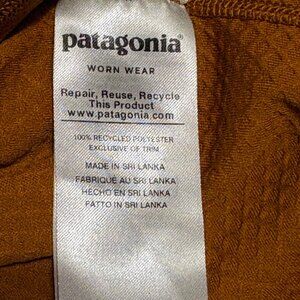 patagonia®
WORN WEAR
Repair, Reuse, Recycle
This Product
www.patagonia.com
100% RECYCLED POLYESTER
EXCLUSIVE OF TRIM
MADE IN SRI LANKA
FABRIQUÉ AU SRI LANKA
HECHO EN SRI LANKA
FATTO IN SRI LANKA